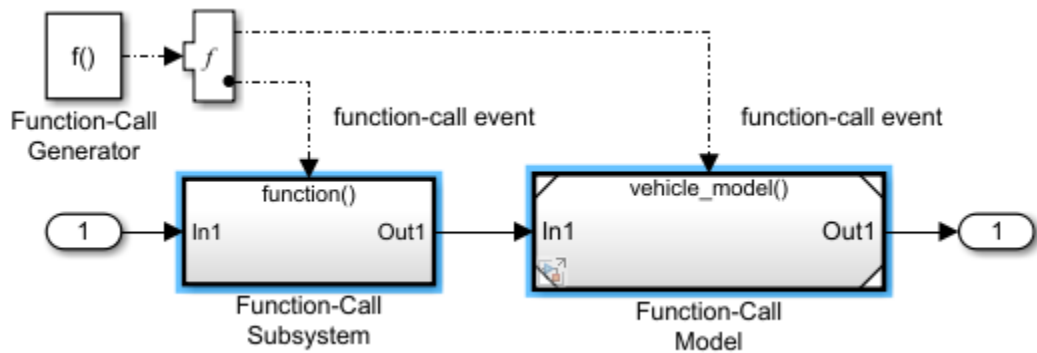 f()
f
Function-Call
Generator
function-call event
function-call event
function()
vehicle_model()
1
In1
Out1
In1
Out1
1
Function-Call
Subsystem
Function-Call
Model